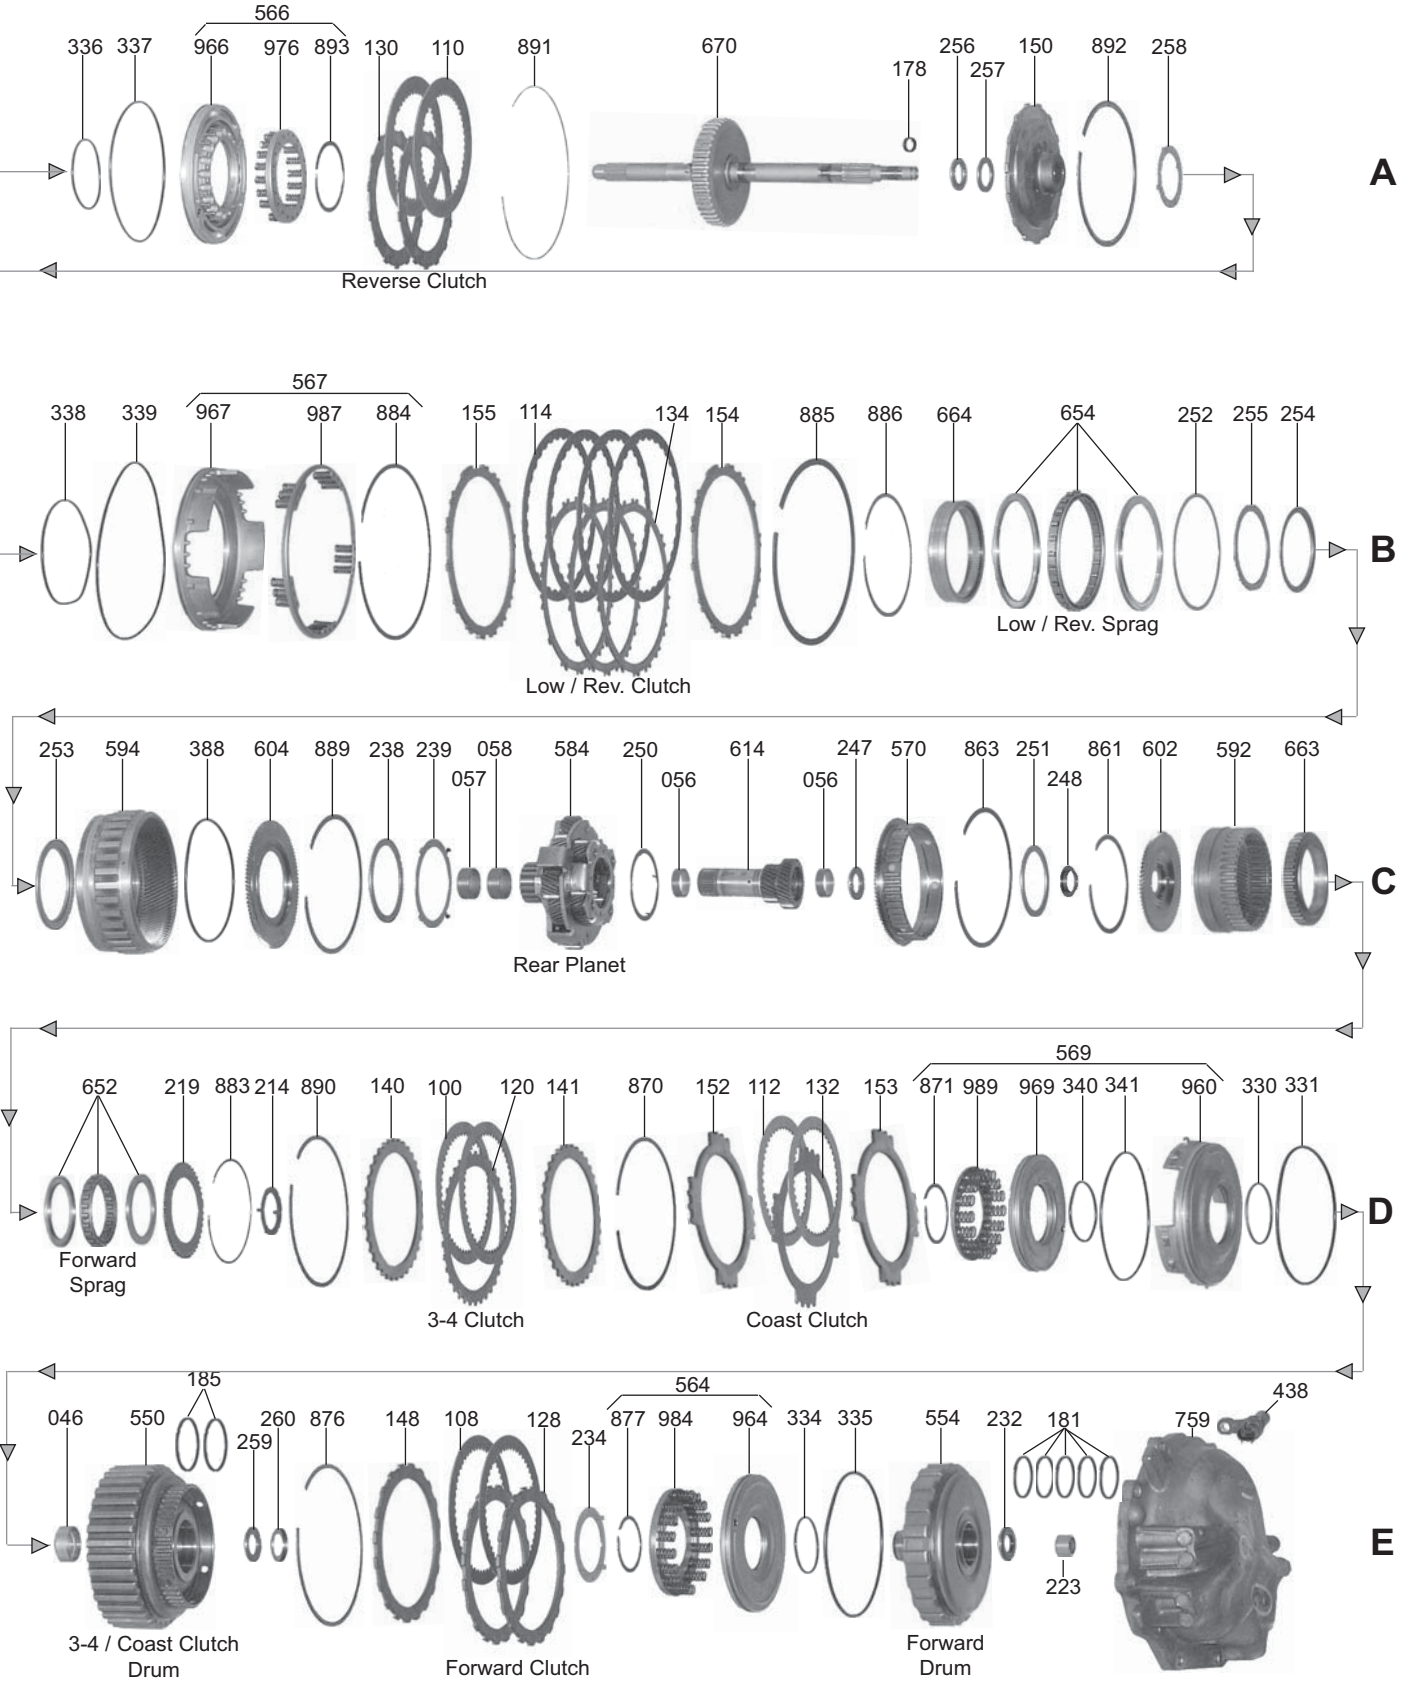 566
336 337 966 976 893 130 110 891 670 256 150 892 258
178 257
A
Reverse Clutch
567
338 339 967 987 884 155 114 134 154 885 886 664 654 252 255 254
B
Low / Rev. Sprag
Low / Rev. Clutch
253 594 388 604 889 238 239 058 584 250 614 247 570 863 251 861 602 592 663
057 056 056 248
C
Rear Planet
569
652 219 883 214 890 140 100 120 141 870 152 112 132 153 871 989 969 340 341 960 330 331
D
Forward
Sprag
3-4 Clutch
Coast Clutch
185 564 438
046 550 260 876 148 108 128 877 984 964 334 335 554 232 181 759
259 234
E
223
3-4 / Coast Clutch
Drum
Forward Clutch
Forward
Drum